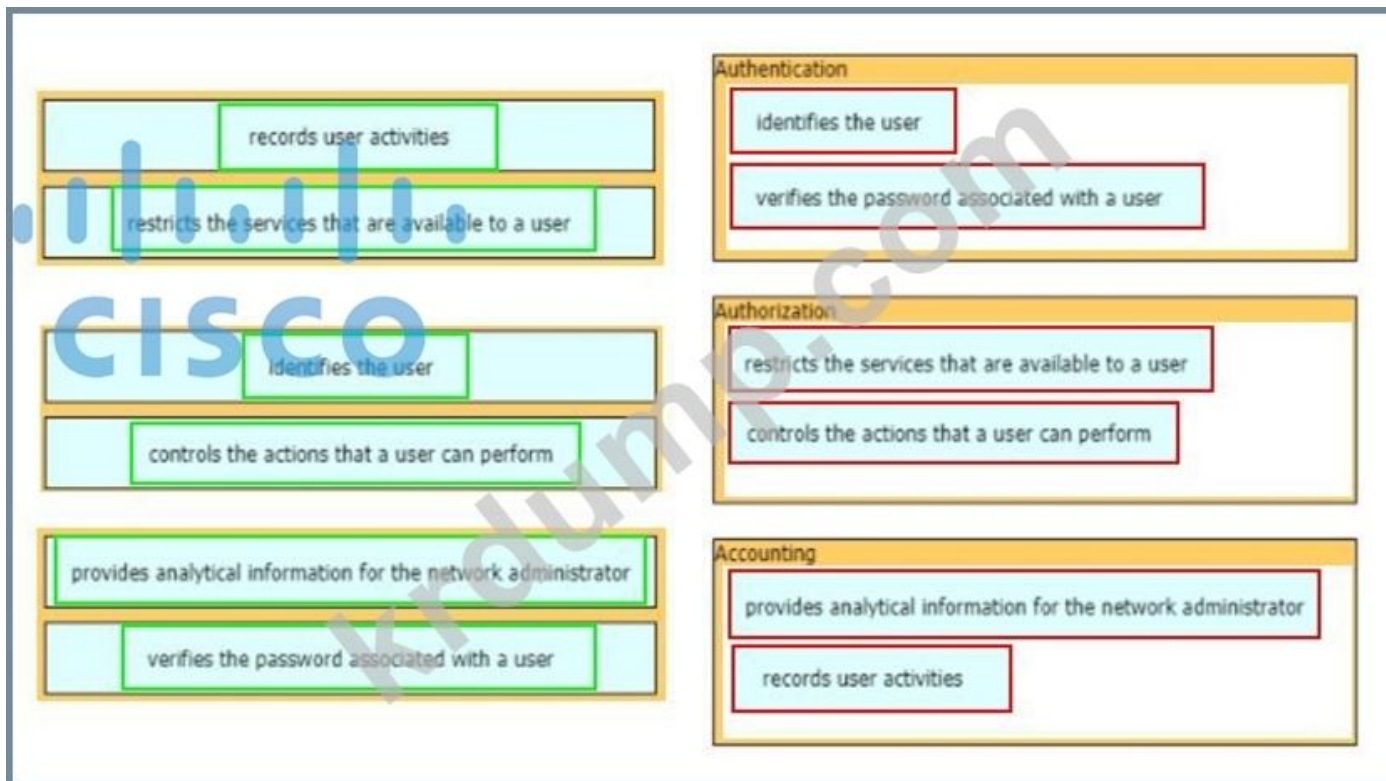 records user activities
restricts the services that are available to a user
CISCO
identifies the user
controls the actions that a user can perform
provides analytical information for the network administrator
verifies the password associated with a user
Authentication
identifies the user
verifies the password associated with a user
Authorization
restricts the services that are available to a user
controls the actions that a user can perform
Accounting
provides analytical information for the network administrator
records user activities
krdump.com